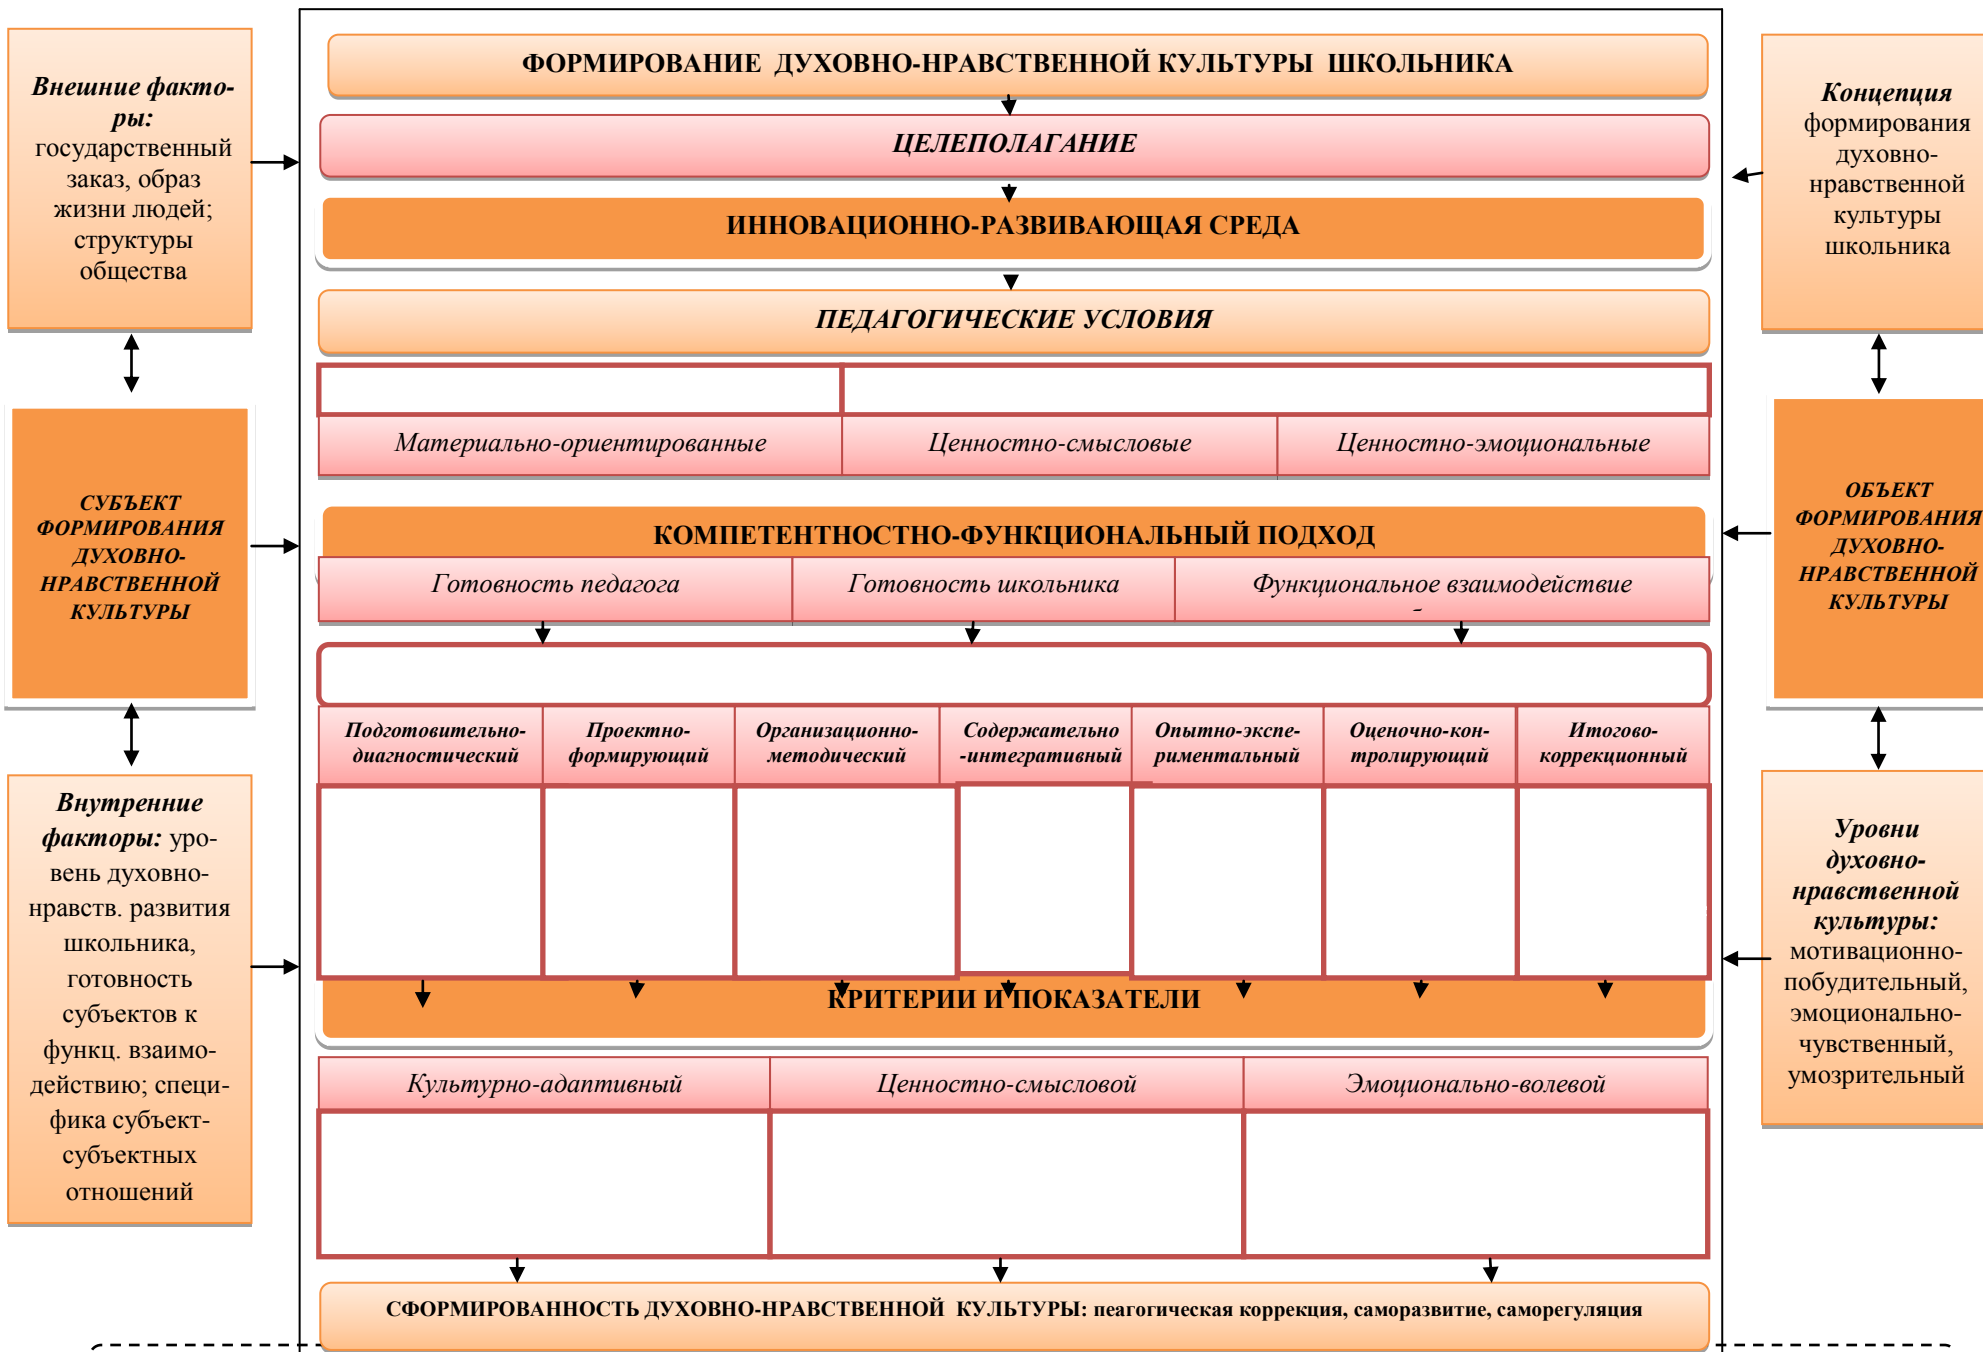 ФОРМИРОВАНИЕ ДУХОВНО-НРАВСТВЕННОЙ КУЛЬТУРЫ ШКОЛЬНИКА
ЦЕЛЕПОЛАГАНИЕ
ИННОВАЦИОННО-РАЗВИВАЮЩАЯ СРЕДА
ПЕДАГОГИЧЕСКИЕ УСЛОВИЯ
Материально-ориентированные
Ценностно-смысловые
Ценностно-эмоциональные
КОМПЕТЕНТНОСТНО-ФУНКЦИОНАЛЬНЫЙ ПОДХОД
Готовность педагога
Готовность школьника
Функциональное взаимодействие
Подготовительно-
диагностический
Проектно-
формирующий
Организационно-
методический
Содержательно
-интегративный
Опытно-экспе-
риментальный
Оценочно-кон-
тролирующий
Итогово-
коррекционный
КРИТЕРИИ И ПОКАЗАТЕЛИ
Культурно-адаптивный
Ценностно-смысловой
Эмоционально-волевой
СФОРМИРОВАННОСТЬ ДУХОВНО-НРАВСТВЕННОЙ КУЛЬТУРЫ: пеагогическая коррекция, саморазвитие, саморегуляция
Внешние факто-
ры:
государственный
заказ, образ
жизни людей;
структуры
общества
СУБЪЕКТ
ФОРМИРОВАНИЯ
ДУХОВНО-
НРАВСТВЕННОЙ
КУЛЬТУРЫ
Внутренние
факторы: уро-
вень духовно-
нравств. развития
школьника,
готовность
субъектов к
функц. взаимо-
действию; специ-
фика субъект-
субъектных
отношений
Концепция
формирования
духовно-
нравственной
культуры
школьника
ОБЪЕКТ
ФОРМИРОВАНИЯ
ДУХОВНО-
НРАВСТВЕННОЙ
КУЛЬТУРЫ
Уровни
духовно-
нравственной
культуры:
мотивационно-
побудительный,
эмоционально-
чувственный,
умозрительный